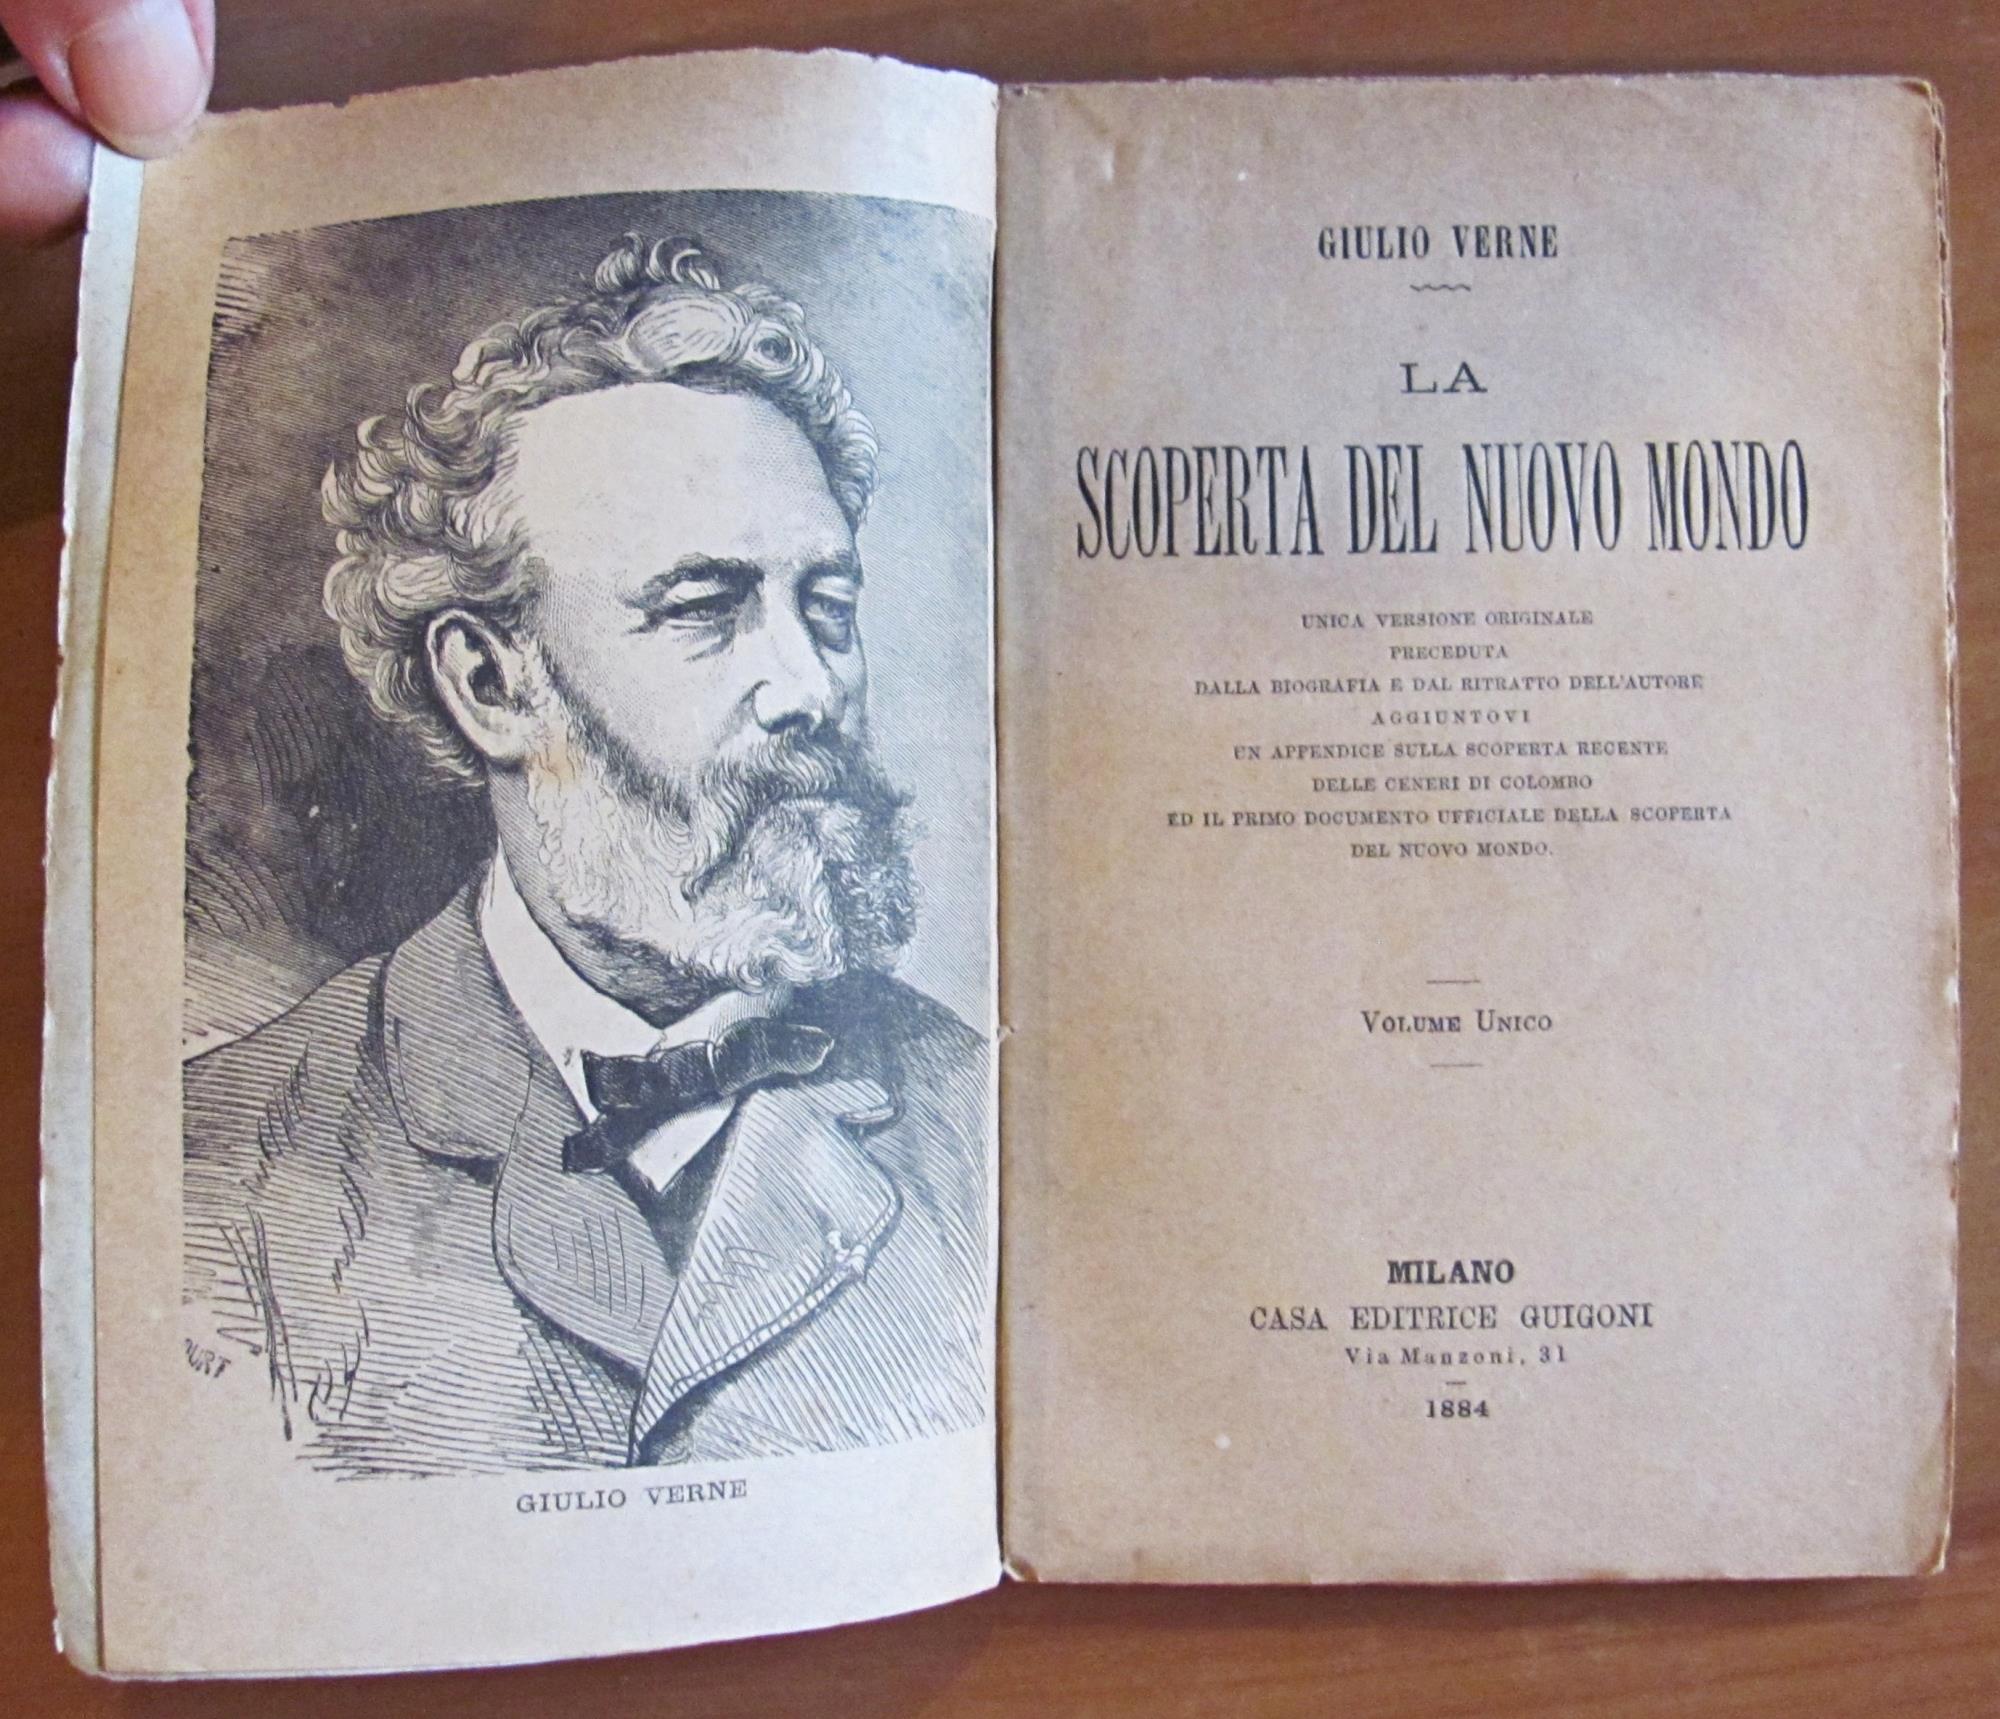 GIULIO VERNE
GIULIO VERNE
LA
SCOPERTA DEL NUOVO MONDO
UNICA VERSIONE ORIGINALE
PRECEDUTA
DALLA BIOGRAFIA E DAL RITRATTO DELL'AUTORE
AGGIUNTOVI
UN APPENDICE SULLA SCOPERTA RECENTE
DELLE CENERI DI COLOMBO
ED IL PRIMO DOCUMENTO UFFICIALE DELLA SCOPERTA
DEL NUOVO MONDO.
VOLUME UNICO
MILANO
CASA EDITRICE GUIGONI
Via Manzoni, 31
1884